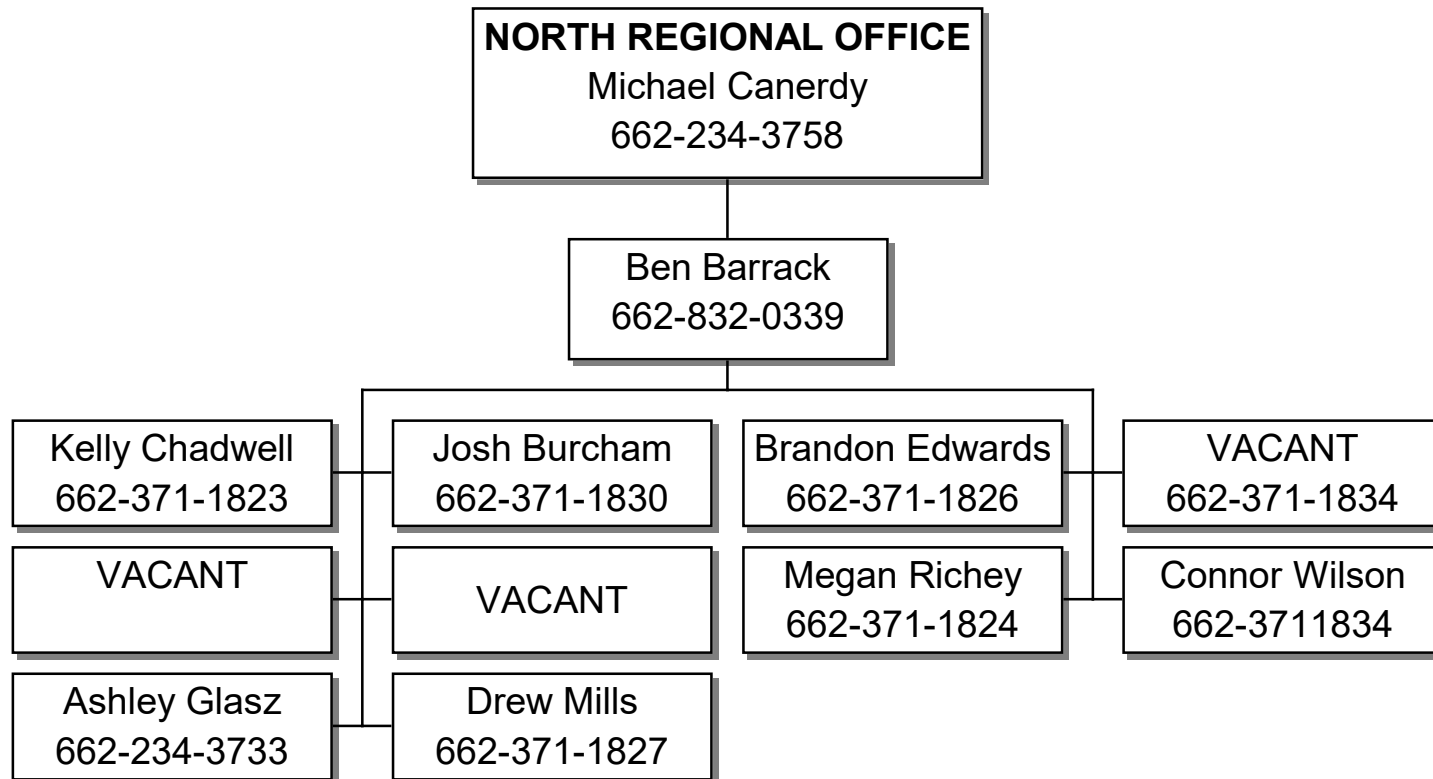 NORTH REGIONAL OFFICE
Michael Canerdy
662-234-3758
Ben Barrack
662-832-0339
Kelly Chadwell
662-371-1823
Josh Burcham
662-371-1830
Brandon Edwards
662-371-1826
VACANT
662-371-1834
VACANT
VACANT
Megan Richey
662-371-1824
Connor Wilson
662-3711834
Ashley Glasz
662-234-3733
Drew Mills
662-371-1827